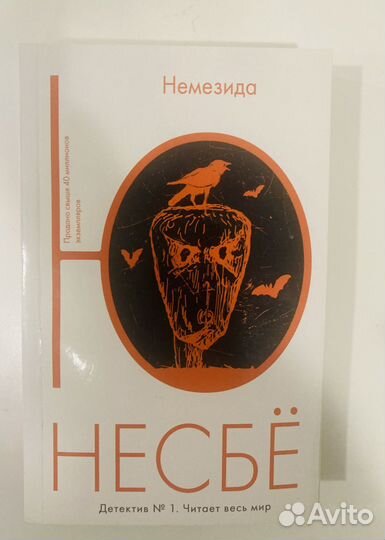 Немезида
Продано свыше 40 миллионов
экземпляров
Ю
НЕСБЁ
Детектив № 1. Читает весь мир
Avito